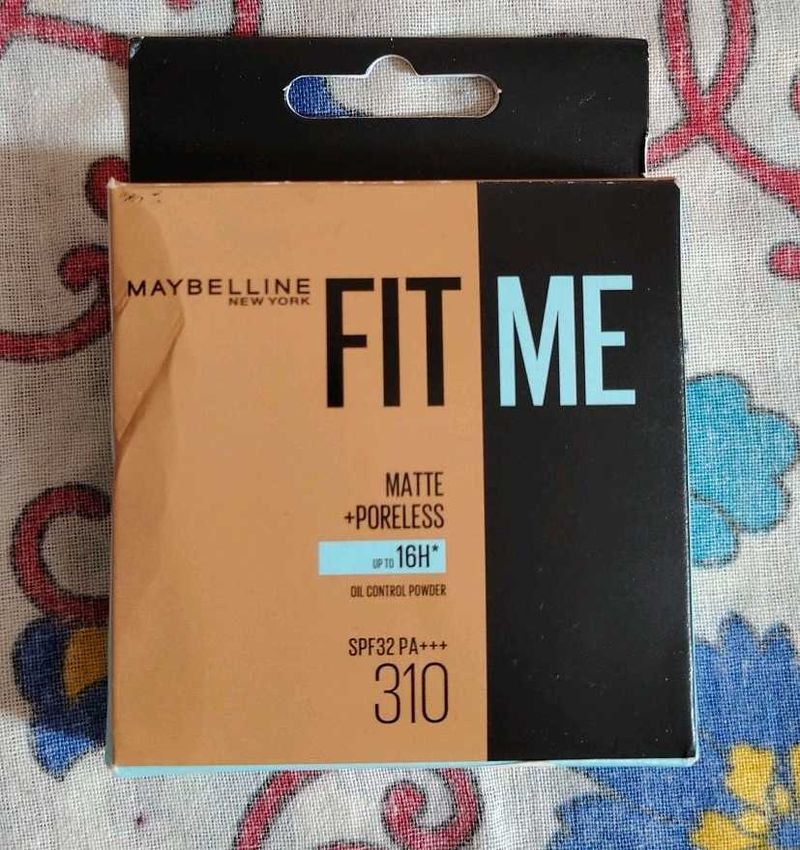 MAYBELLINE
NEW YORK
FIT ME
MATTE
+PORELESS
UP TO 16H*
OIL CONTROL POWDER
SPF32 PA+++
310